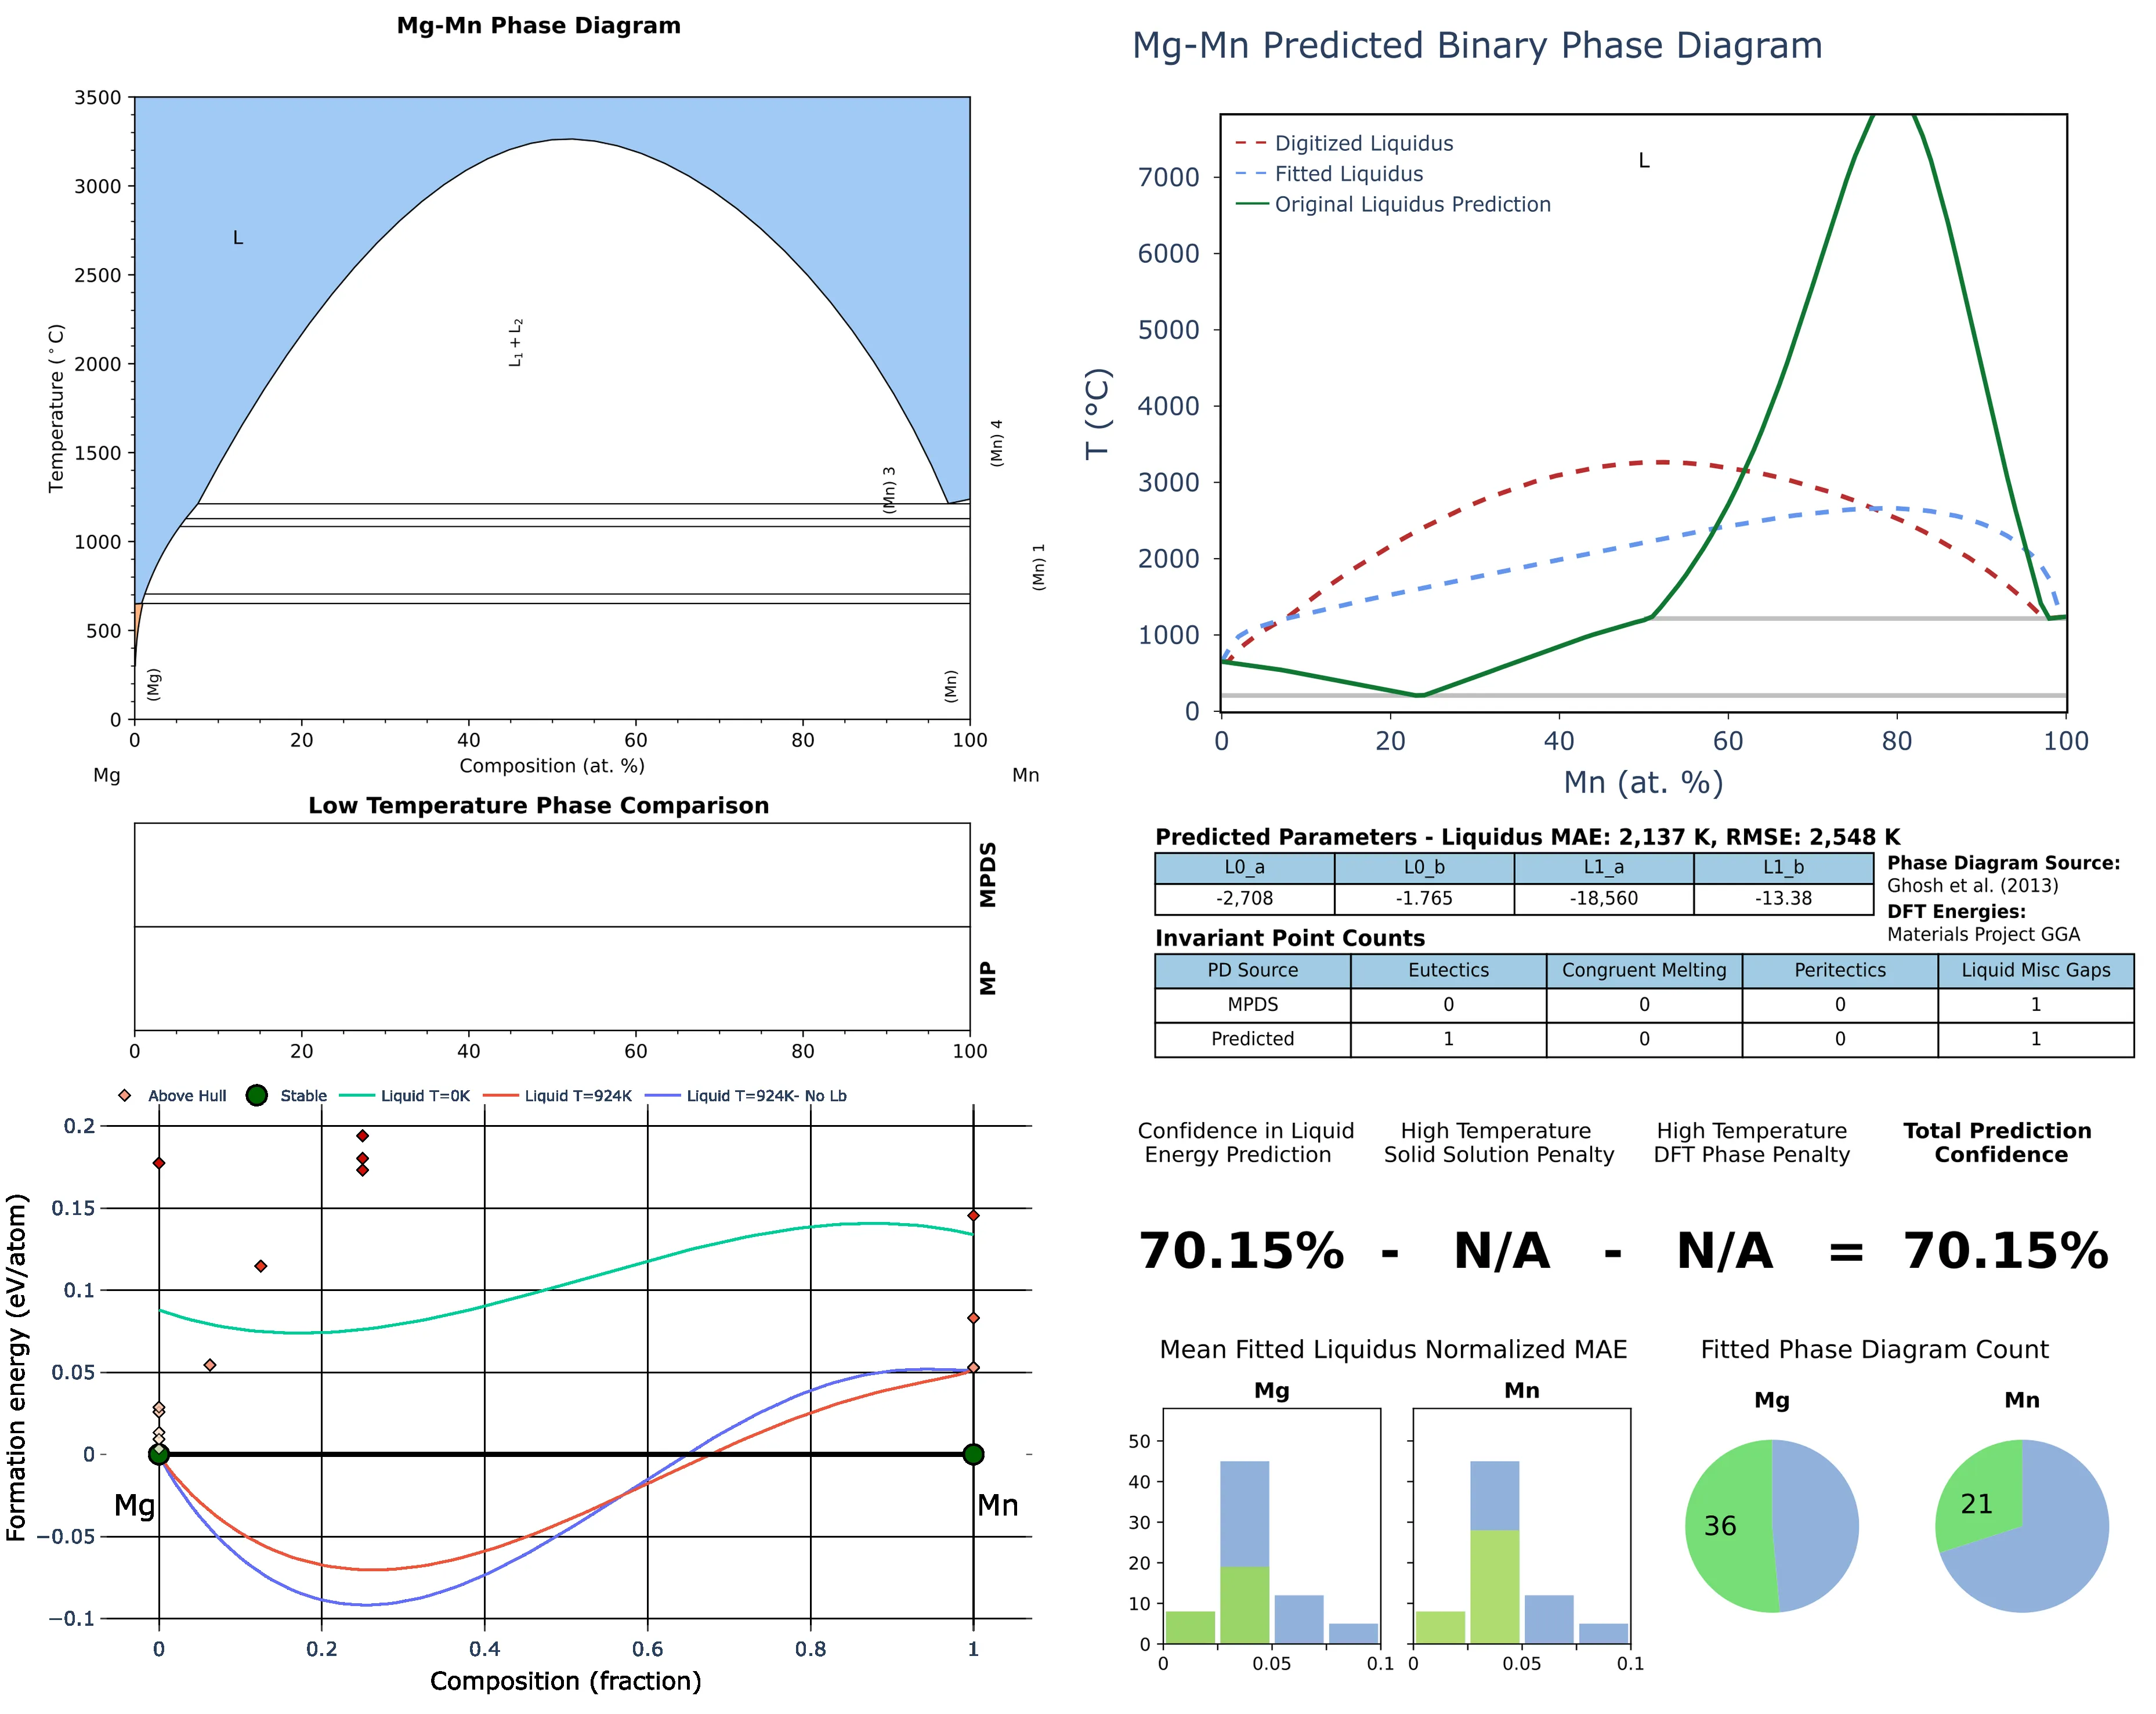 Mg-Mn Phase Diagram
3500
3000
2500
2000
1500
1000
500
0
Temperature (°C)
L
L₁ + L₂
(Mn) 3
(Mn) 4
(Mn) 1
(Mg)
(Mn)
0 20 40 60 80 100
Composition (at. %)
Mg
Mn
Low Temperature Phase Comparison
MPDS
MP
0 20 40 60 80 100
Above Hull Stable Liquid T=0K Liquid T=924K Liquid T=924K- No Lb
0.2
0.15
0.1
0.05
0
−0.05
−0.1
Formation energy (eV/atom)
Mg
Mn
0 0.2 0.4 0.6 0.8 1
Composition (fraction)
Mg-Mn Predicted Binary Phase Diagram
Digitized Liquidus
Fitted Liquidus
Original Liquidus Prediction
L
7000
6000
5000
4000
3000
2000
1000
0
T (°C)
0 20 40 60 80 100
Mn (at. %)
Predicted Parameters - Liquidus MAE: 2,137 K, RMSE: 2,548 K
L0_a L0_b L1_a L1_b
-2,708 -1.765 -18,560 -13.38
Phase Diagram Source:
Ghosh et al. (2013)
DFT Energies:
Materials Project GGA
Invariant Point Counts
PD Source Eutectics Congruent Melting Peritectics Liquid Misc Gaps
MPDS 0 0 0 1
Predicted 1 0 0 1
Confidence in Liquid
Energy Prediction
High Temperature
Solid Solution Penalty
High Temperature
DFT Phase Penalty
Total Prediction
Confidence
70.15% - N/A - N/A = 70.15%
Mean Fitted Liquidus Normalized MAE
Mg
Mn
50
40
30
20
10
0
0 0.05 0.1
0 0.05 0.1
Fitted Phase Diagram Count
Mg
Mn
36
21